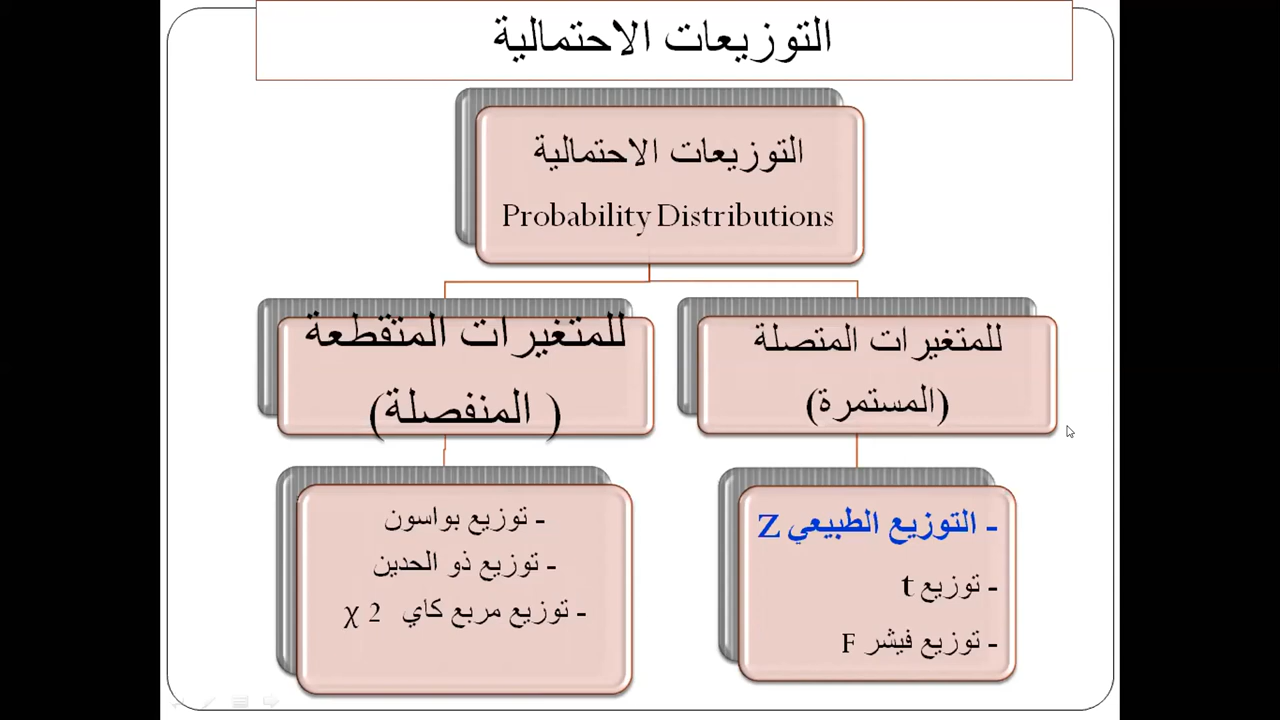 التوزيعات الاحتمالية
التوزيعات الاحتمالية
Probability Distributions
للمتغيرات المتصلة
(المستمرة)
للمتغيرات المتقطعة
( المنفصلة)
- التوزيع الطبيعي Z
- توزيع t
- توزيع فيشر F
- توزيع بواسون
- توزيع ذو الحدين
- توزيع مربع كاي χ 2